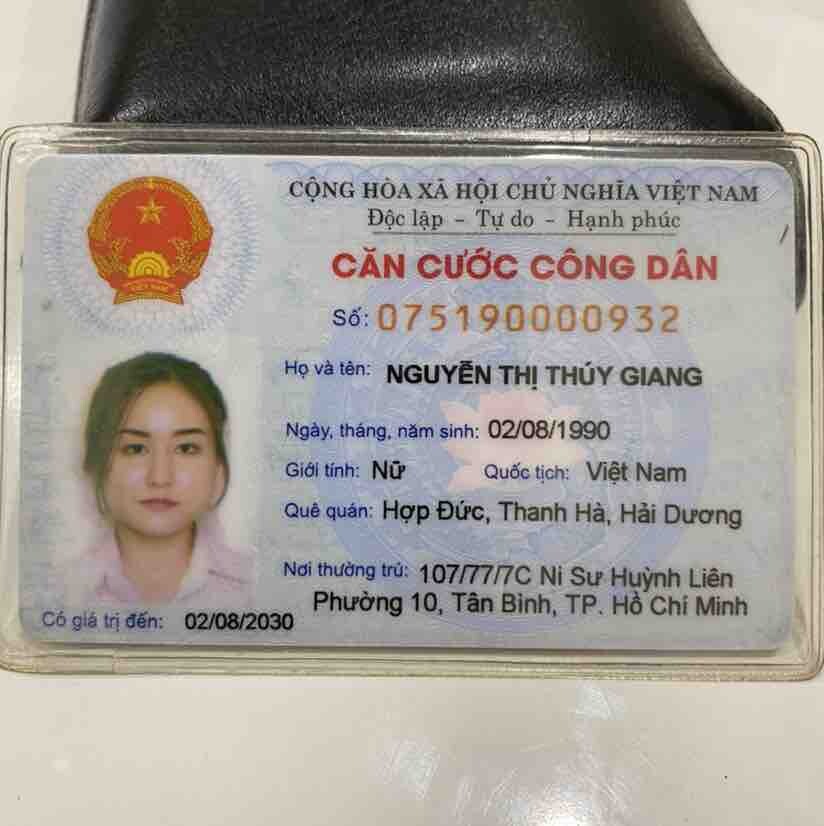 CỘNG HÒA XÃ HỘI CHỦ NGHĨA VIỆT NAM
Độc lập - Tự do - Hạnh phúc
CĂN CƯỚC CÔNG DÂN
Số: 075190000932
Họ và tên: NGUYỄN THỊ THÚY GIANG
Ngày, tháng, năm sinh: 02/08/1990
Giới tính: Nữ Quốc tịch: Việt Nam
Quê quán: Hợp Đức, Thanh Hà, Hải Dương
Nơi thường trú: 107/77/7C Ni Sư Huỳnh Liên
Phường 10, Tân Bình, TP. Hồ Chí Minh
Có giá trị đến: 02/08/2030
VIỆT NAM